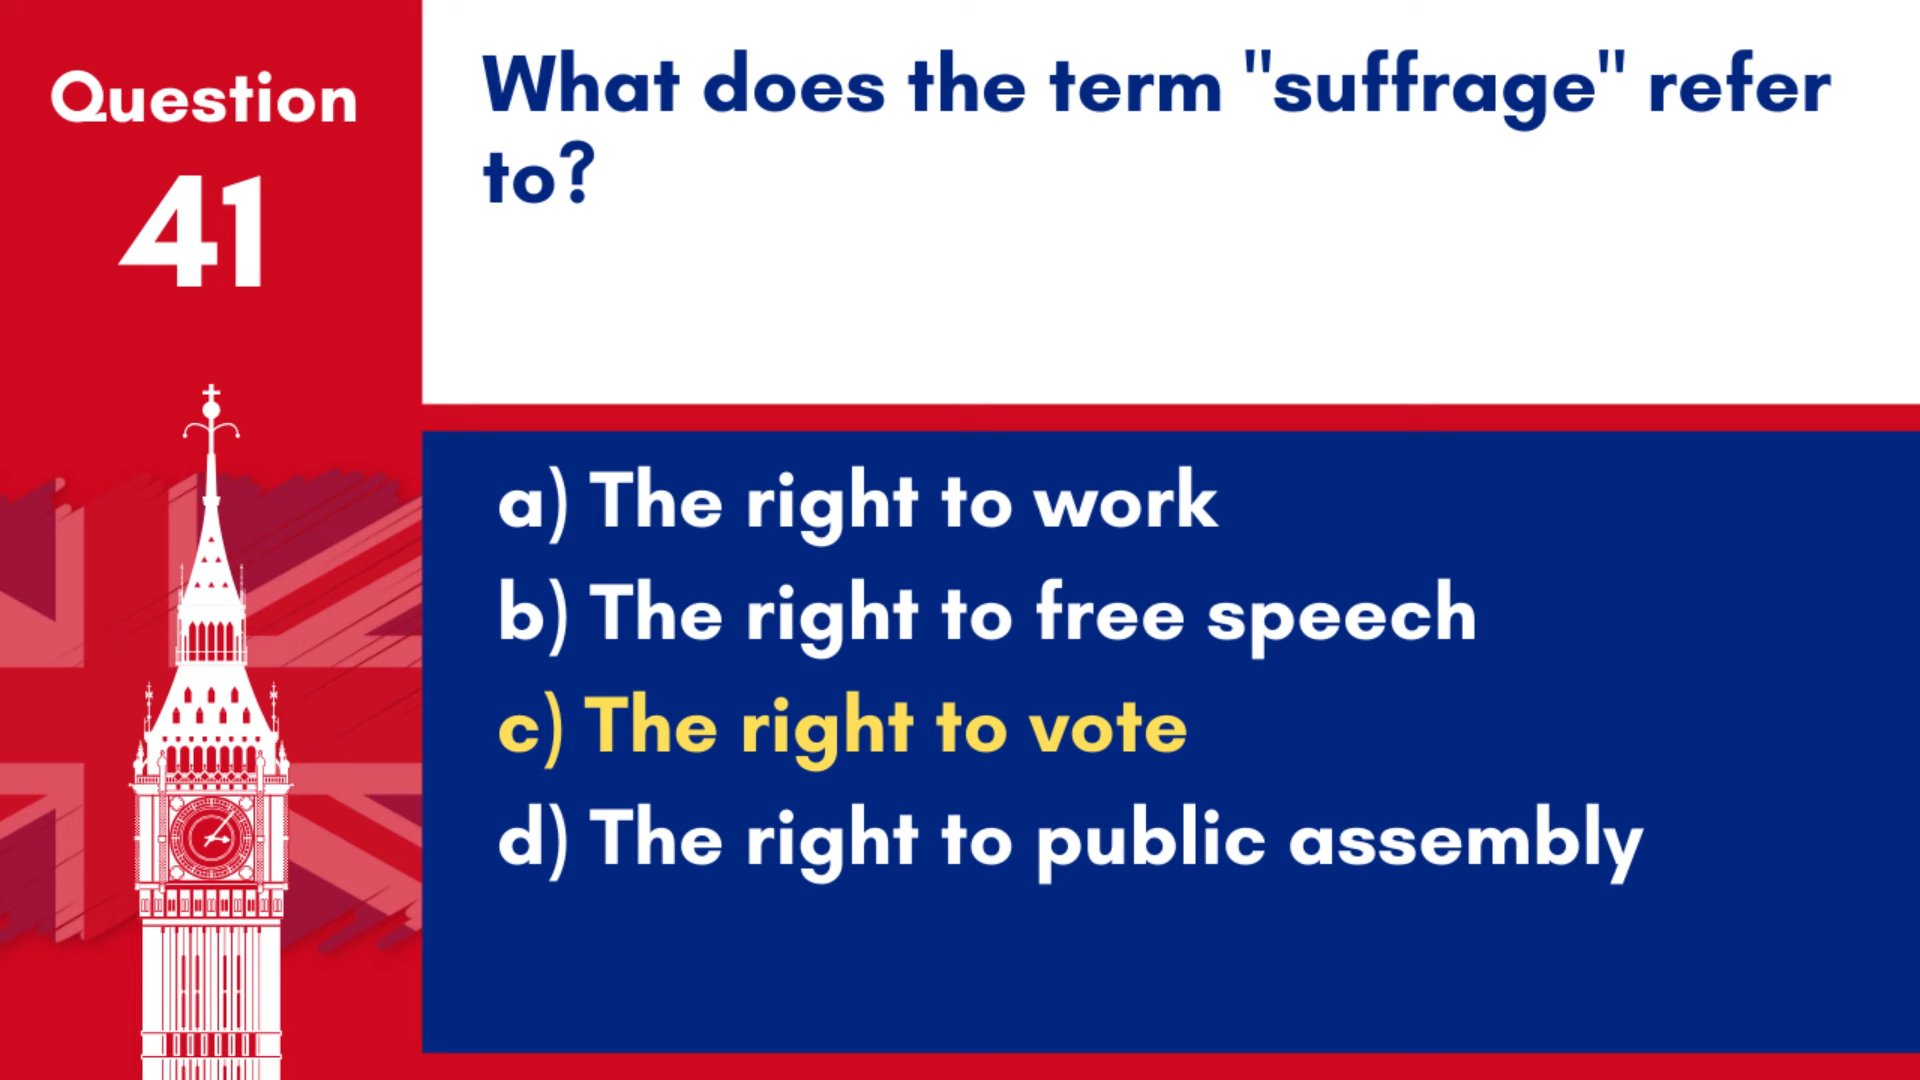 Question
41
What does the term "suffrage" refer
to?
a) The right to work
b) The right to free speech
c) The right to vote
d) The right to public assembly